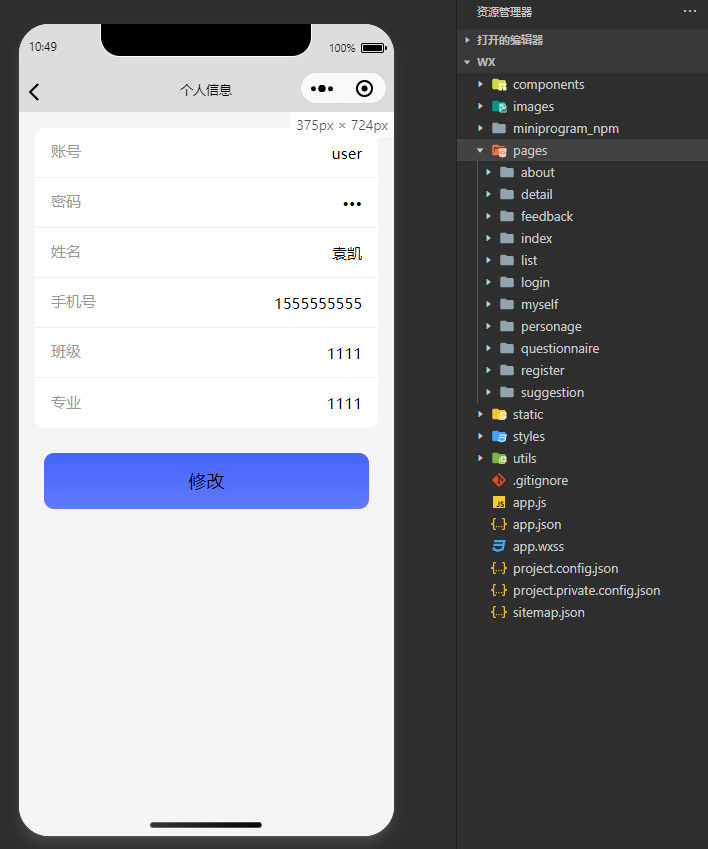 10:49
100%
个人信息
375px × 724px
账号
user
密码
•••
姓名
袁凯
手机号
1555555555
班级
1111
专业
1111
修改
资源管理器
打开的编辑器
WX
components
images
miniprogram_npm
pages
about
detail
feedback
index
list
login
myself
personage
questionnaire
register
suggestion
static
styles
utils
.gitignore
JS
app.js
{..}
app.json
app.wxss
{..}
project.config.json
{..}
project.private.config.json
{..}
sitemap.json